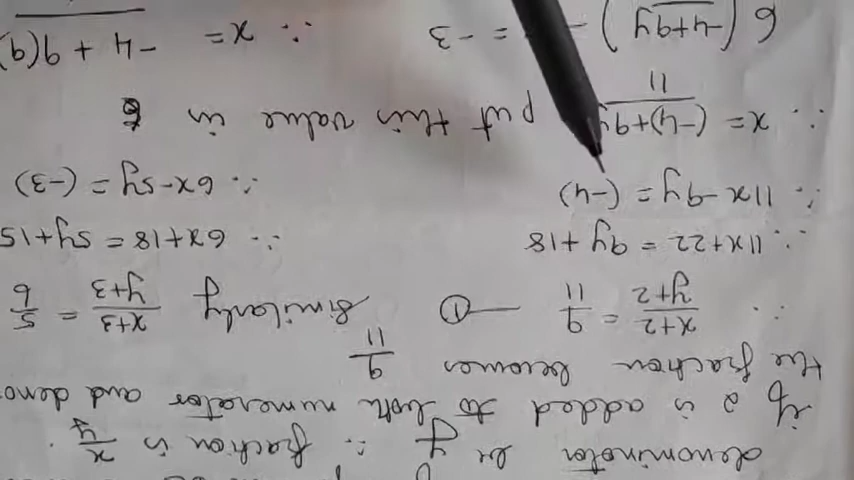 denominator be y ∴ fraction is x/y.
if 2 is added to both numerator and deno
the fraction becomes 9/11
∴ x+2/y+2 = 9/11 — ① Similarly x+3/y+3 = 5/6
∴ 11x+22 = 9y+18 ∴ 6x+18 = 5y+15
∴ 11x-9y = (-4) ∴ 6x-5y = (-3)
∴ x = (-4)+9y/11 put this value in
6(-4+9y = -3 ∴ x = -4+9(9)